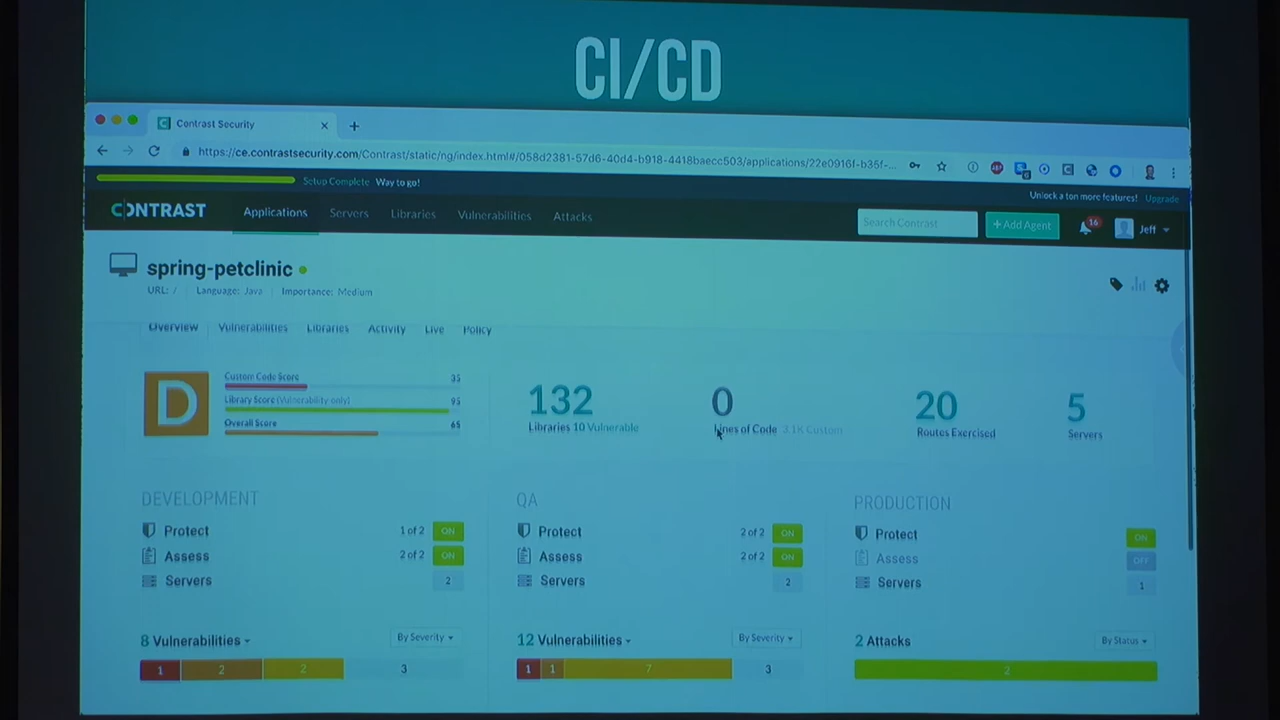 CI/CD
Contrast Security
https://ce.contrastsecurity.com/Contrast/static/ng/index.html#/058d2381-57d6-40d4-b918-4418baecc503/applications/22e0916f-b35f-...
Setup Complete Way to go!
Unlock a ton more features! Upgrade
CONTRAST Applications Servers Libraries Vulnerabilities Attacks Search Contrast + Add Agent 16 Jeff
spring-petclinic
URL: / Language: Java Importance: Medium
Overview Vulnerabilities Libraries Activity Live Policy
D
Custom Code Score 35
Library Score (Vulnerability only) 95
Overall Score 65
132
Libraries 10 Vulnerable
0
Lines of Code 3.1K Custom
20
Routes Exercised
5
Servers
DEVELOPMENT
Protect 1 of 2 ON
Assess 2 of 2 ON
Servers 2
8 Vulnerabilities By Severity
1 2 2 3
QA
Protect 2 of 2 ON
Assess 2 of 2 ON
Servers 2
12 Vulnerabilities By Severity
1 1 7 3
PRODUCTION
Protect ON
Assess OFF
Servers 1
2 Attacks By Status
2